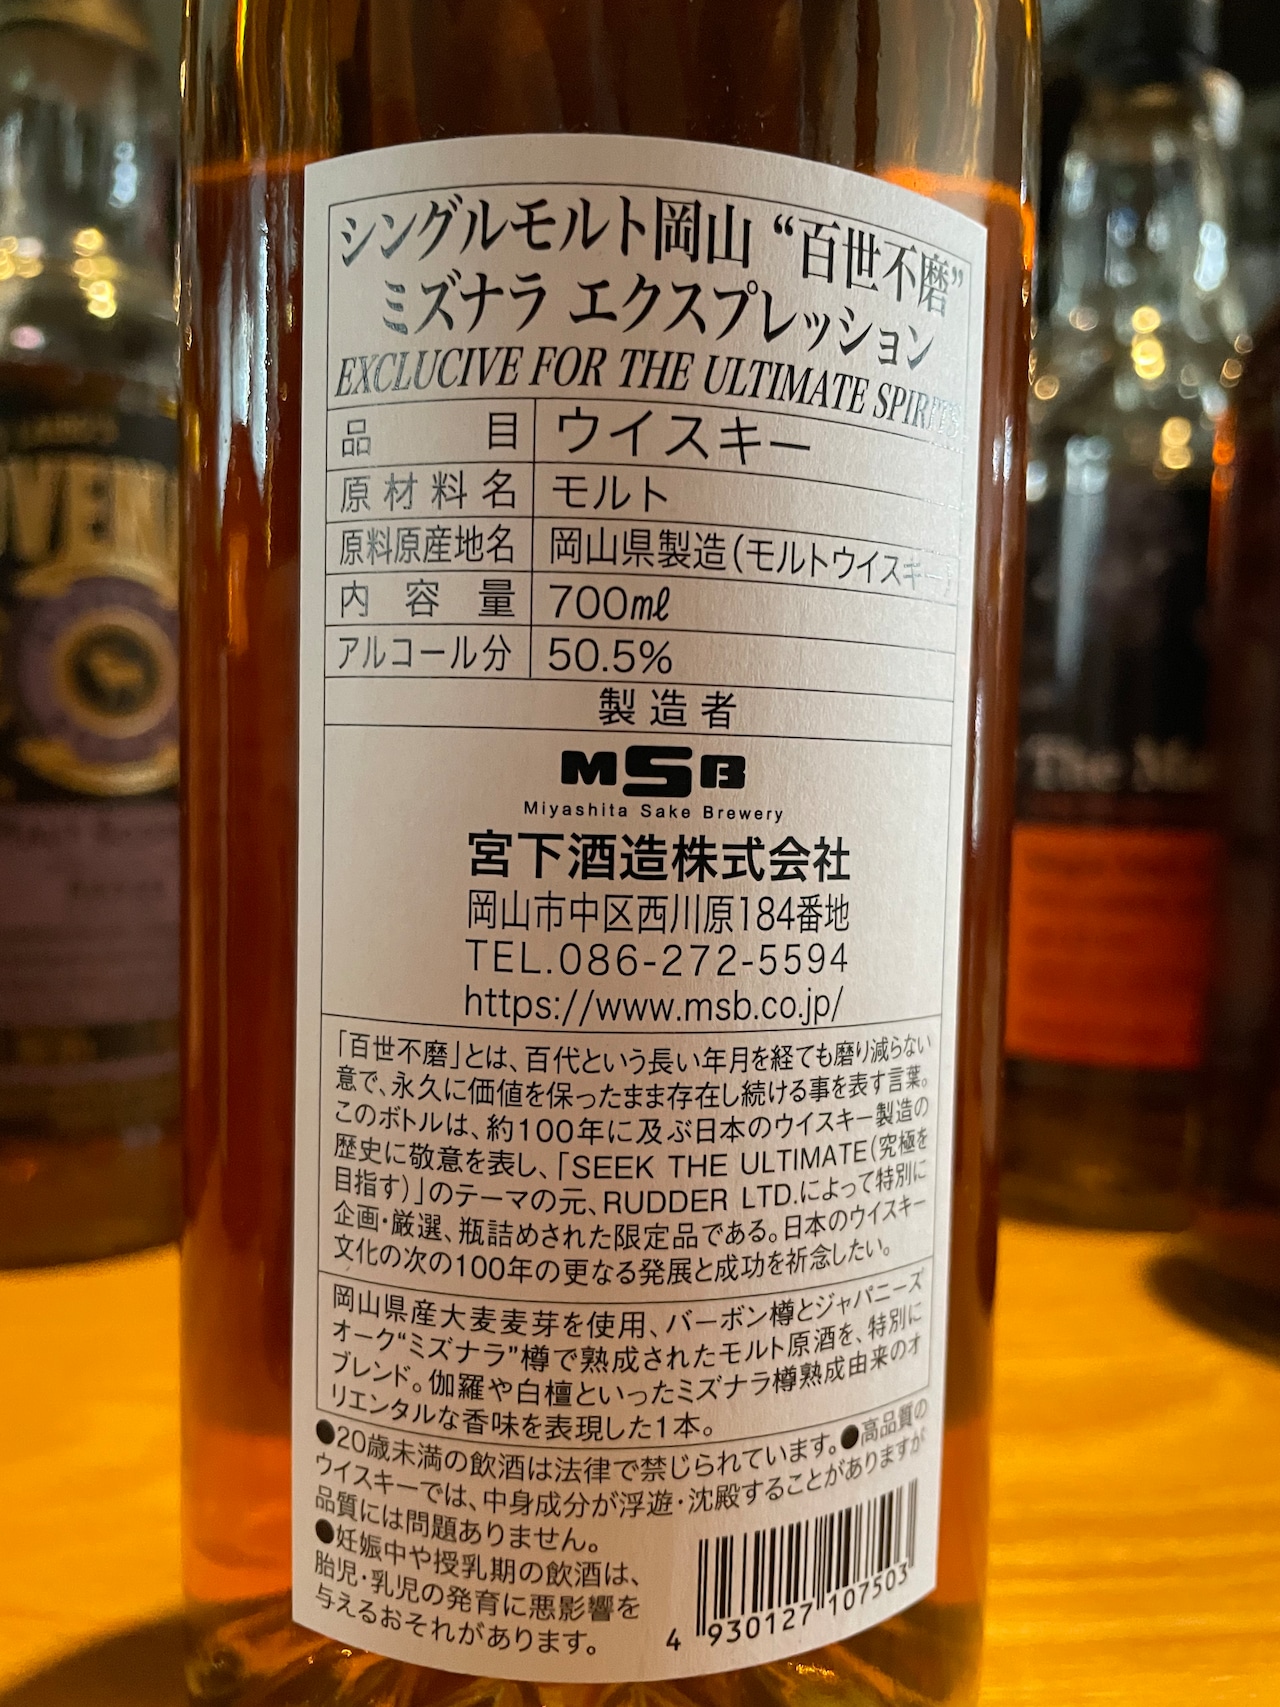 シングルモルト岡山 “百世不磨”
ミズナラ エクスプレッション
EXCLUCIVE FOR THE ULTIMATE SPIRITS
品目 ウイスキー
原材料名 モルト
原料原産地名 岡山県製造(モルトウイスキー)
内容量 700㎖
アルコール分 50.5%
製造者
MSB
Miyashita Sake Brewery
宮下酒造株式会社
岡山市中区西川原184番地
TEL.086-272-5594
https://www.msb.co.jp/
「百世不磨」とは、百代という長い年月を経ても磨り減らない
意で、永久に価値を保ったまま存在し続ける事を表す言葉。
このボトルは、約100年に及ぶ日本のウイスキー製造の
歴史に敬意を表し、「SEEK THE ULTIMATE(究極を
目指す)」のテーマの元、RUDDER LTD.によって特別に
企画・厳選、瓶詰めされた限定品である。日本のウイスキー
文化の次の100年の更なる発展と成功を祈念したい。
岡山県産大麦麦芽を使用、バーボン樽とジャパニーズ
オーク“ミズナラ”樽で熟成されたモルト原酒を、特別に
ブレンド。伽羅や白檀といったミズナラ樽熟成由来のオ
リエンタルな香味を表現した1本。
●20歳未満の飲酒は法律で禁じられています。●高品質の
ウイスキーでは、中身成分が浮遊・沈殿することがありますが
品質には問題ありません。
●妊娠中や授乳期の飲酒は、
胎児・乳児の発育に悪影響を
与えるおそれがあります。
4 930127 107503
OVEN
The Ma